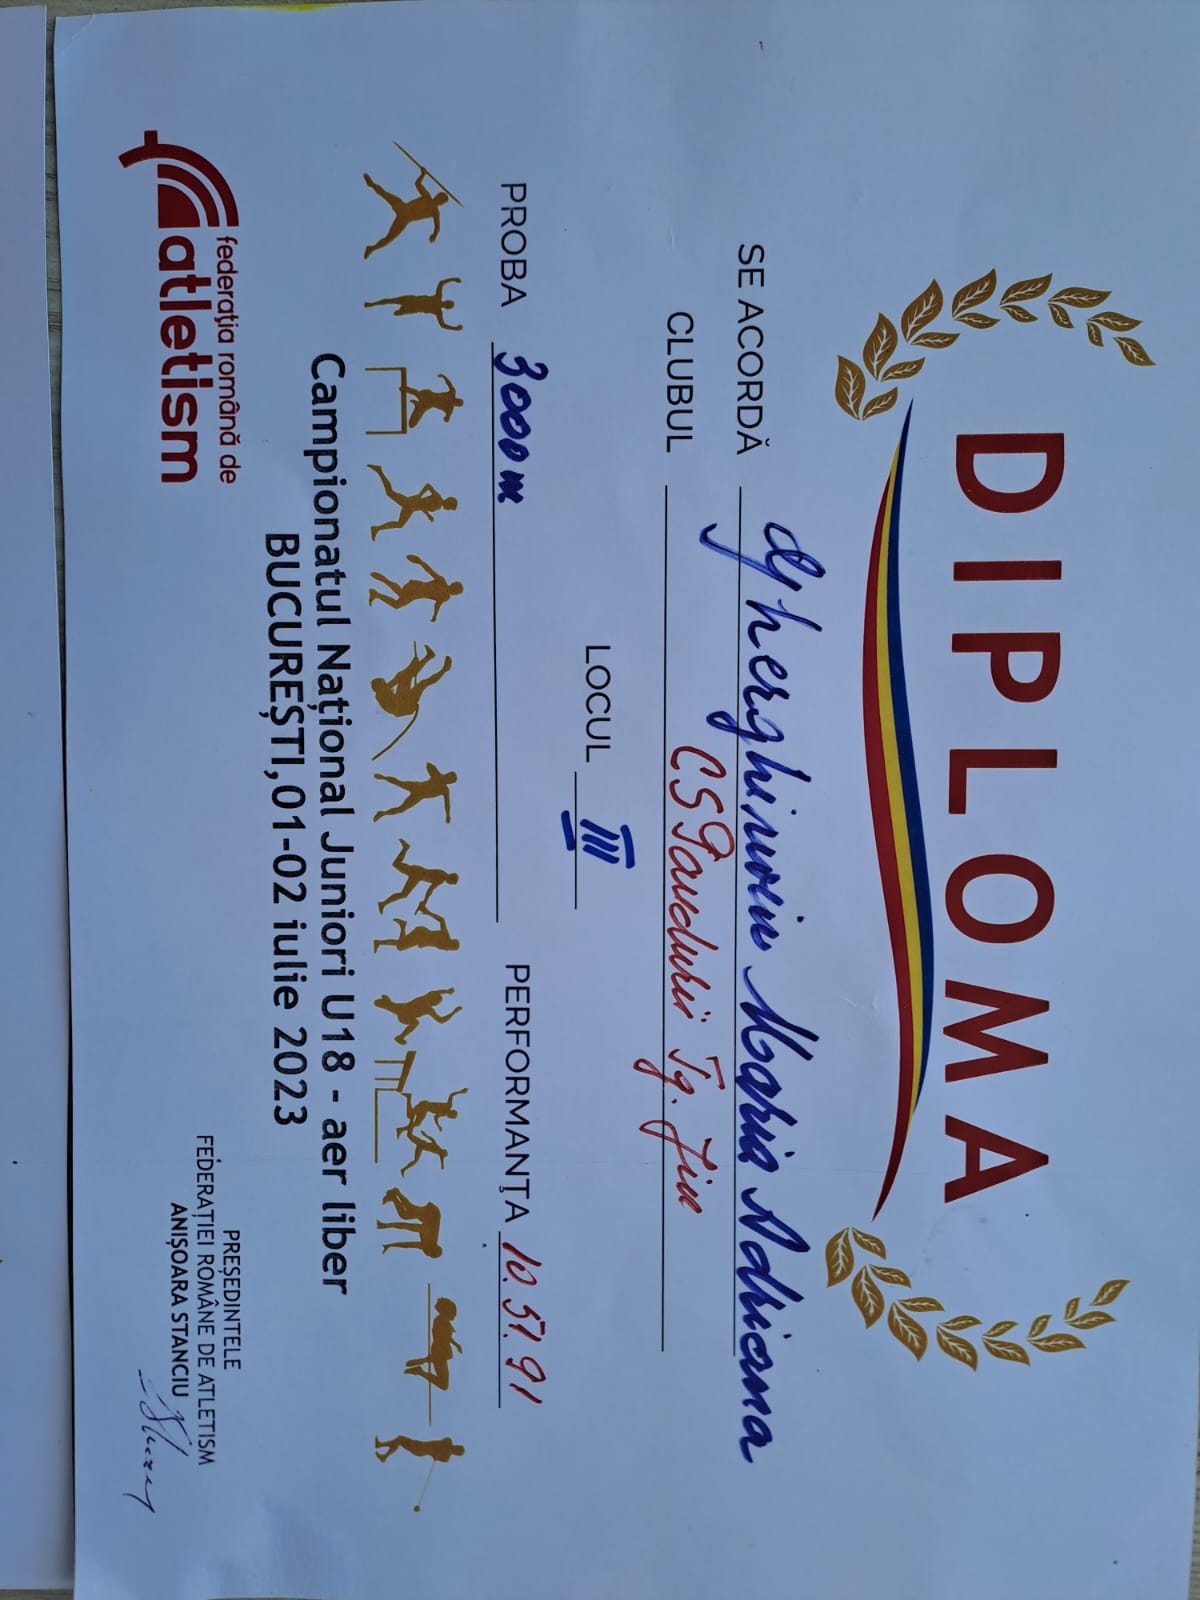 DIPLOMA
SE ACORDĂ Gherghinoiu Maria Adriana
CLUBUL CS Pandurii Tg. Jiu
LOCUL III
PROBA 3000 m PERFORMANȚA 10.57.91
Campionatul Național Juniori U18 - aer liber
BUCUREȘTI,01-02 iulie 2023
federația română de
atletism
PREȘEDINTELE
FEDERAȚIEI ROMÂNE DE ATLETISM
ANIȘOARA STANCIU